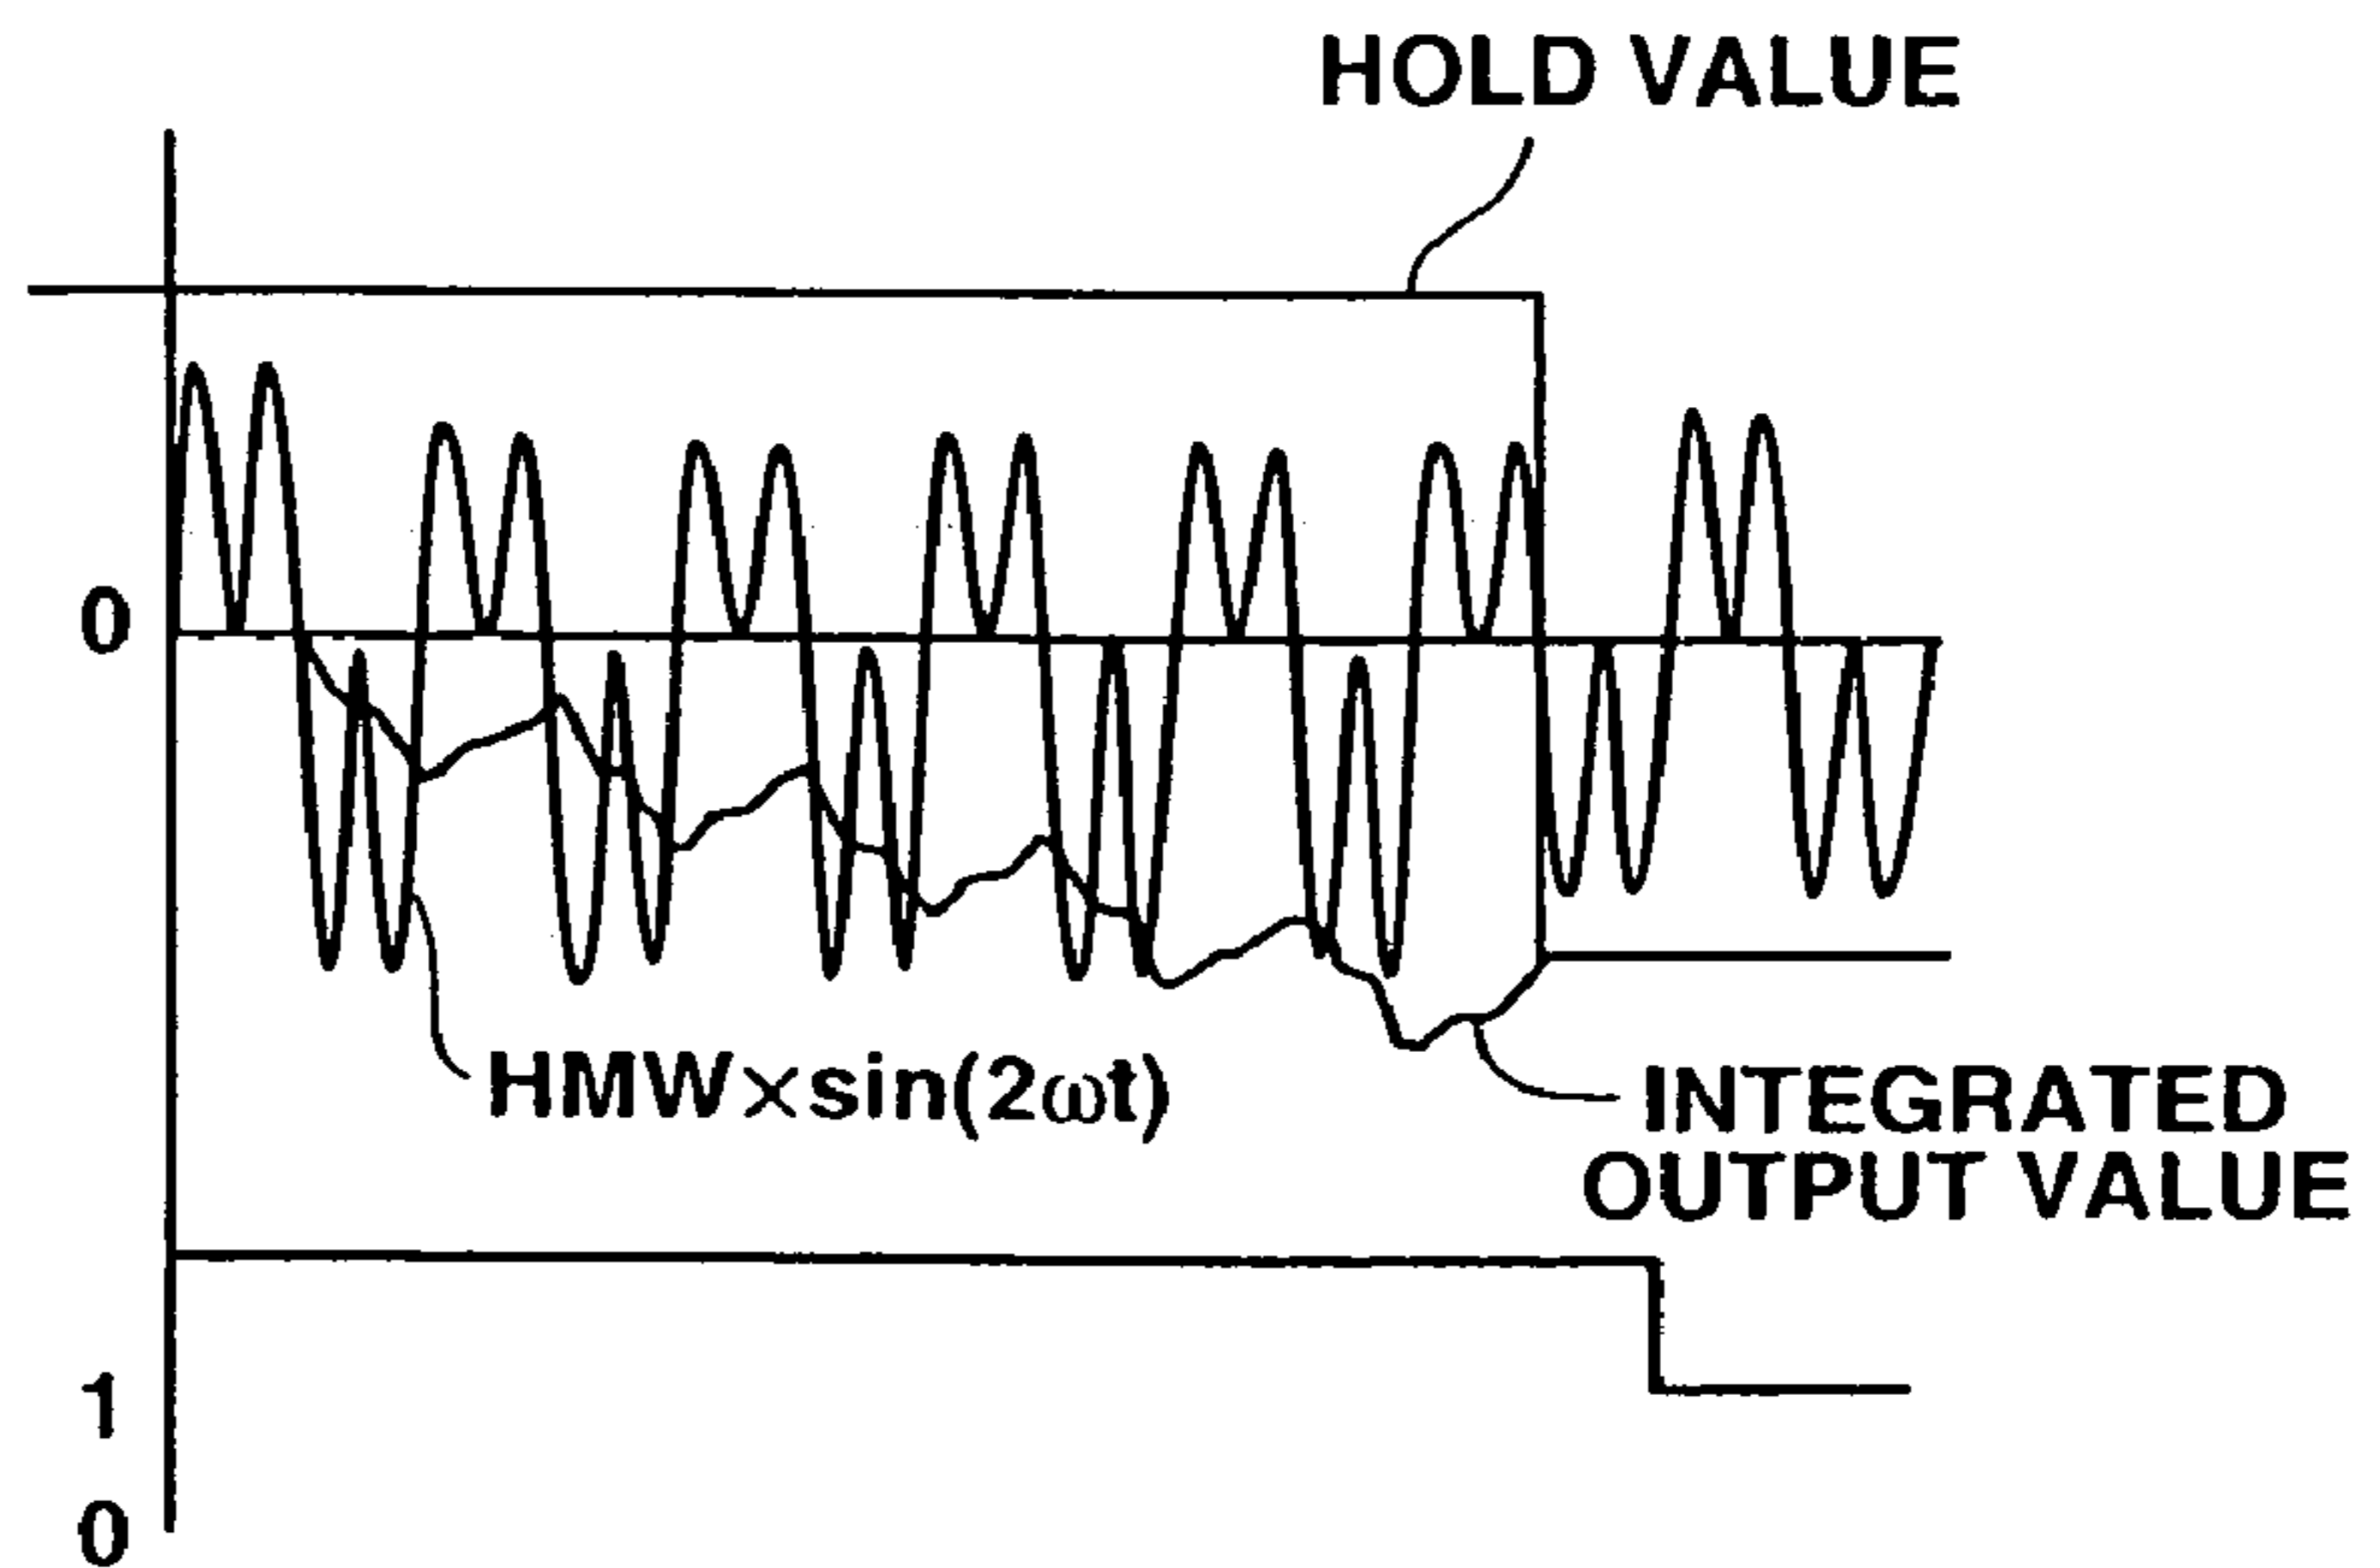 HOLD VALUE
0
HMW×sin(2ωt)
INTEGRATED
OUTPUT VALUE
1
0